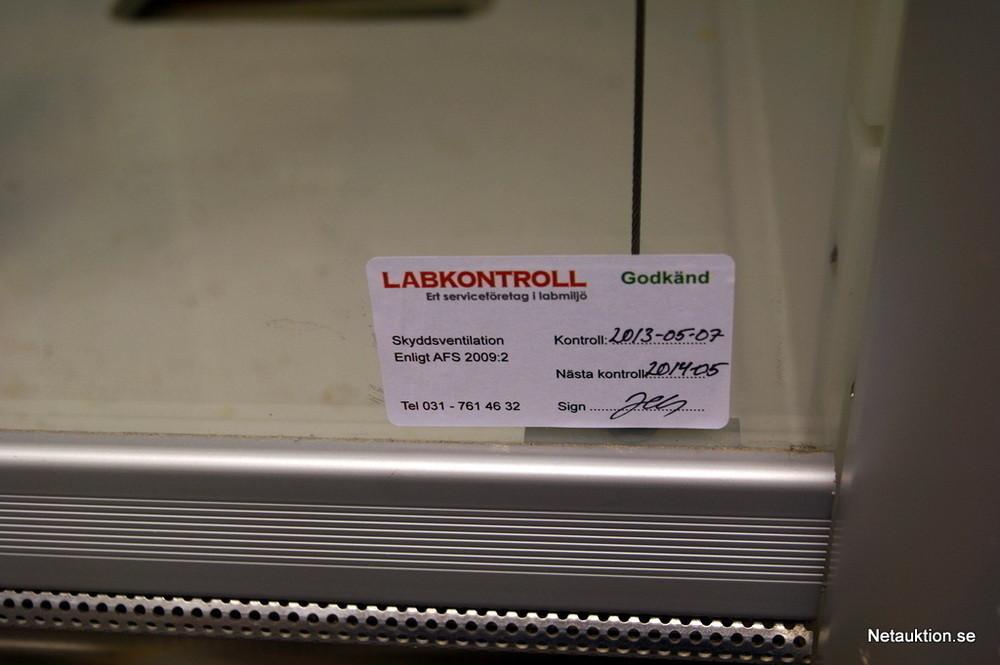 LABKONTROLL
Ert serviceföretag i labmiljö
Godkänd
Skyddsventilation
Enligt AFS 2009:2
Kontroll: 2013-05-07
Nästa kontroll 2014-05
Tel 031 - 761 46 32
Sign
Netauktion.se